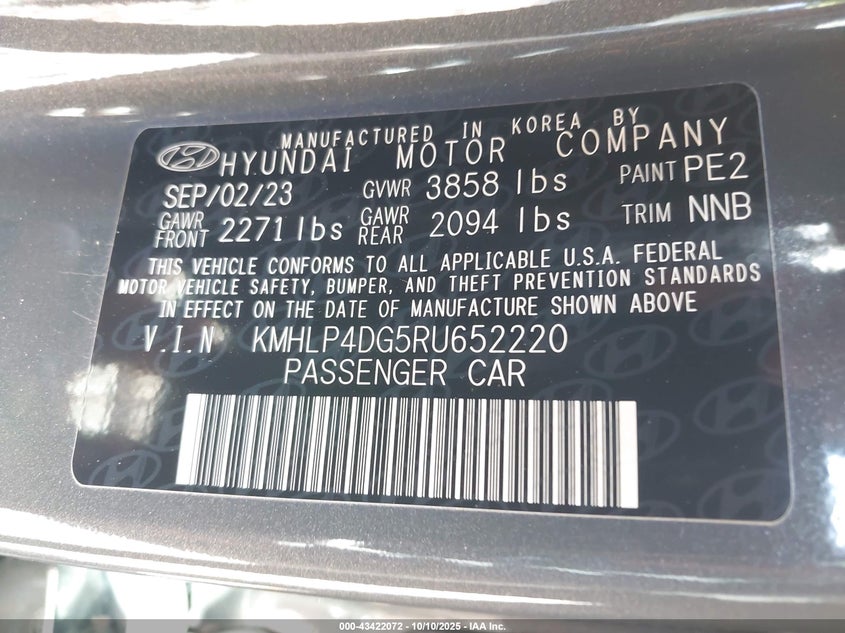 MANUFACTURED IN KOREA BY
HYUNDAI MOTOR COMPANY
SEP/02/23 GVWR 3858 lbs PAINT PE2
GAWR FRONT 2271 lbs GAWR REAR 2094 lbs TRIM NNB
THIS VEHICLE CONFORMS TO ALL APPLICABLE U.S.A. FEDERAL
MOTOR VEHICLE SAFETY, BUMPER, AND THEFT PREVENTION STANDARDS
IN EFFECT ON THE DATE OF MANUFACTURE SHOWN ABOVE
V.I.N KMHLP4DG5RU652220
PASSENGER CAR
000-43422072 - 10/10/2025 - IAA Inc.